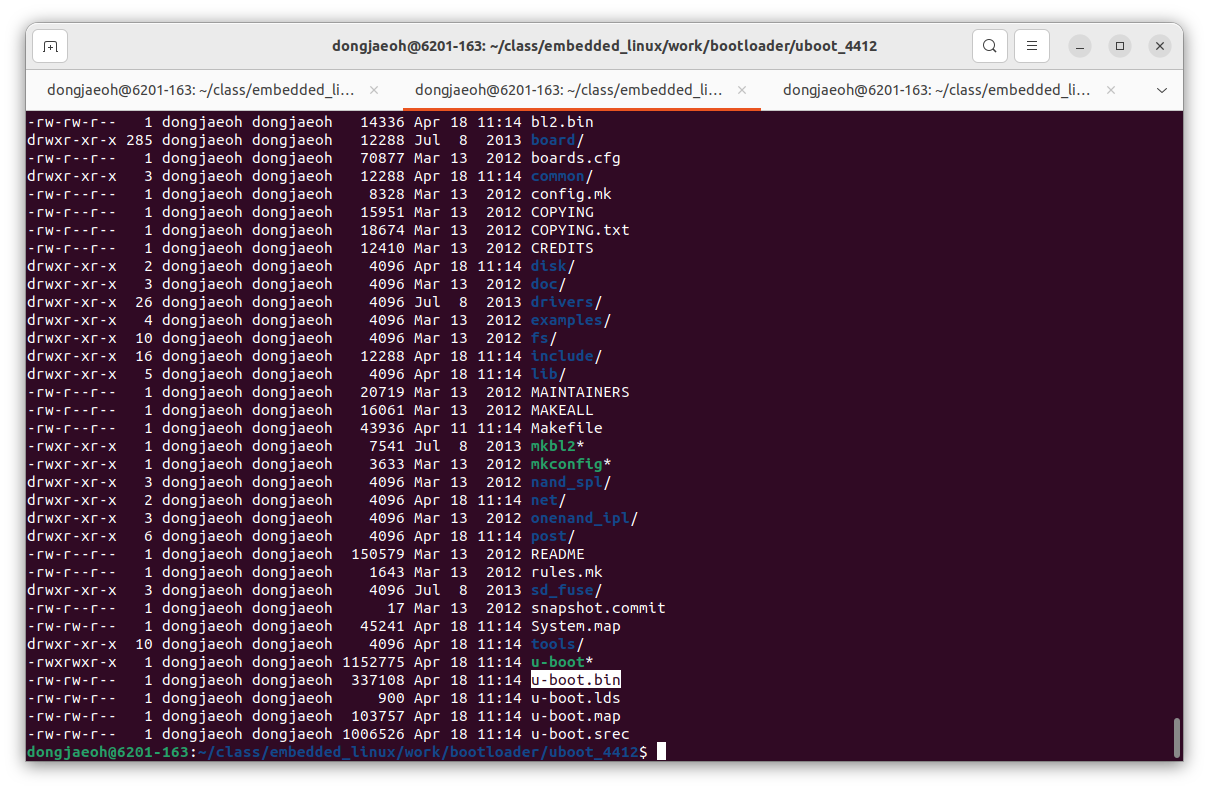 dongjaeoh@6201-163: ~/class/embedded_linux/work/bootloader/uboot_4412
dongjaeoh@6201-163: ~/class/embedded_li... × dongjaeoh@6201-163: ~/class/embedded_li... × dongjaeoh@6201-163: ~/class/embedded_li... ×
-rw-rw-r--   1 dongjaeoh dongjaeoh   14336 Apr 18 11:14 bl2.bin
drwxr-xr-x 285 dongjaeoh dongjaeoh   12288 Jul  8  2013 board/
-rw-r--r--   1 dongjaeoh dongjaeoh   70877 Mar 13  2012 boards.cfg
drwxr-xr-x   3 dongjaeoh dongjaeoh   12288 Apr 18 11:14 common/
-rw-r--r--   1 dongjaeoh dongjaeoh    8328 Mar 13  2012 config.mk
-rw-r--r--   1 dongjaeoh dongjaeoh   15951 Mar 13  2012 COPYING
-rw-r--r--   1 dongjaeoh dongjaeoh   18674 Mar 13  2012 COPYING.txt
-rw-r--r--   1 dongjaeoh dongjaeoh   12410 Mar 13  2012 CREDITS
drwxr-xr-x   2 dongjaeoh dongjaeoh    4096 Apr 18 11:14 disk/
drwxr-xr-x   3 dongjaeoh dongjaeoh    4096 Mar 13  2012 doc/
drwxr-xr-x  26 dongjaeoh dongjaeoh    4096 Jul  8  2013 drivers/
drwxr-xr-x   4 dongjaeoh dongjaeoh    4096 Mar 13  2012 examples/
drwxr-xr-x  10 dongjaeoh dongjaeoh    4096 Mar 13  2012 fs/
drwxr-xr-x  16 dongjaeoh dongjaeoh   12288 Apr 18 11:14 include/
drwxr-xr-x   5 dongjaeoh dongjaeoh    4096 Apr 18 11:14 lib/
-rw-r--r--   1 dongjaeoh dongjaeoh   20719 Mar 13  2012 MAINTAINERS
-rw-r--r--   1 dongjaeoh dongjaeoh   16061 Mar 13  2012 MAKEALL
-rw-r--r--   1 dongjaeoh dongjaeoh   43936 Apr 11 11:14 Makefile
-rwxr-xr-x   1 dongjaeoh dongjaeoh    7541 Jul  8  2013 mkbl2*
-rwxr-xr-x   1 dongjaeoh dongjaeoh    3633 Mar 13  2012 mkconfig*
drwxr-xr-x   3 dongjaeoh dongjaeoh    4096 Mar 13  2012 nand_spl/
drwxr-xr-x   2 dongjaeoh dongjaeoh    4096 Apr 18 11:14 net/
drwxr-xr-x   3 dongjaeoh dongjaeoh    4096 Mar 13  2012 onenand_ipl/
drwxr-xr-x   6 dongjaeoh dongjaeoh    4096 Apr 18 11:14 post/
-rw-r--r--   1 dongjaeoh dongjaeoh  150579 Mar 13  2012 README
-rw-r--r--   1 dongjaeoh dongjaeoh    1643 Mar 13  2012 rules.mk
drwxr-xr-x   3 dongjaeoh dongjaeoh    4096 Jul  8  2013 sd_fuse/
-rw-r--r--   1 dongjaeoh dongjaeoh      17 Mar 13  2012 snapshot.commit
-rw-rw-r--   1 dongjaeoh dongjaeoh   45241 Apr 18 11:14 System.map
drwxr-xr-x  10 dongjaeoh dongjaeoh    4096 Apr 18 11:14 tools/
-rwxrwxr-x   1 dongjaeoh dongjaeoh 1152775 Apr 18 11:14 u-boot*
-rw-rw-r--   1 dongjaeoh dongjaeoh  337108 Apr 18 11:14 u-boot.bin
-rw-rw-r--   1 dongjaeoh dongjaeoh     900 Apr 18 11:14 u-boot.lds
-rw-rw-r--   1 dongjaeoh dongjaeoh  103757 Apr 18 11:14 u-boot.map
-rw-rw-r--   1 dongjaeoh dongjaeoh 1006526 Apr 18 11:14 u-boot.srec
dongjaeoh@6201-163:~/class/embedded_linux/work/bootloader/uboot_4412$